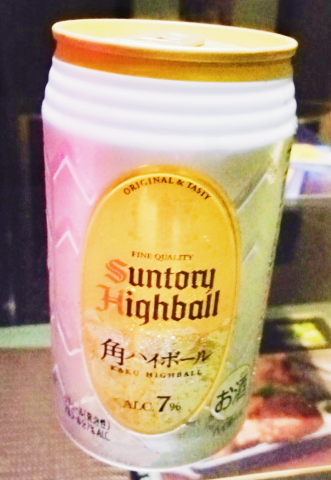 ORIGINAL & TASTY
FINE QUALITY
Suntory
Highball
角ハイボール
KAKU HIGHBALL
ALC.7%
お酒